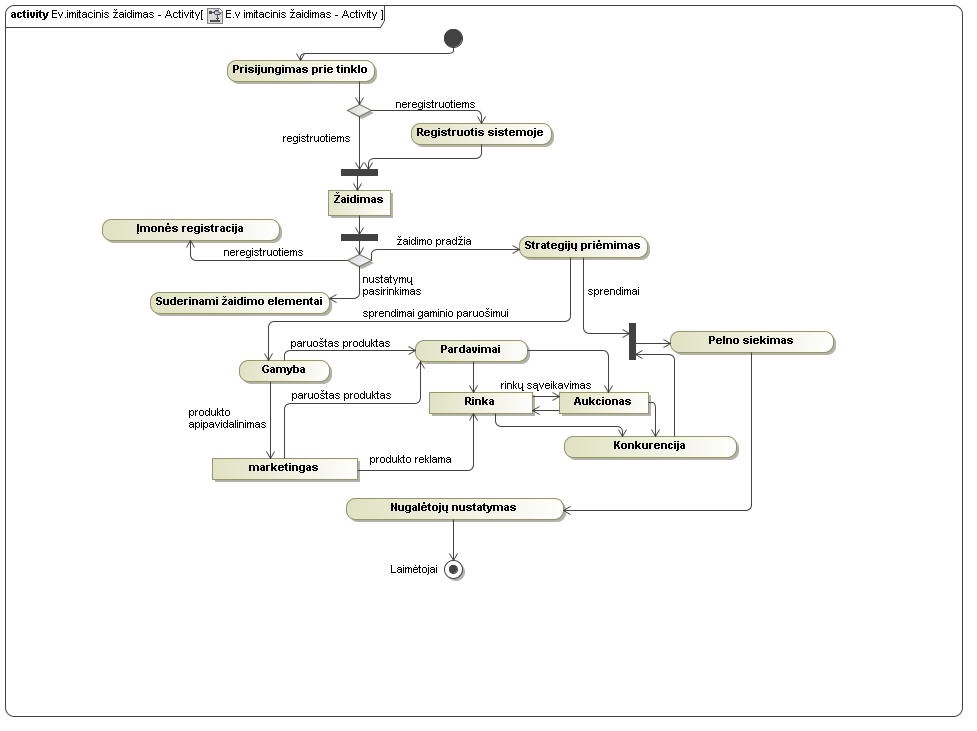 activity Ev.imitacinis žaidimas - Activity[ E.v imitacinis žaidimas - Activity ]
Prisijungimas prie tinklo
neregistruotiems
registruotiems
Registruotis sistemoje
Žaidimas
Įmonės registracija
neregistruotiems
žaidimo pradžia
Strategijų priėmimas
nustatymų
pasirinkimas
Suderinami žaidimo elementai
sprendimai
sprendimai gaminio paruošimui
Pelno siekimas
paruoštas produktas
Pardavimai
Gamyba
paruoštas produktas
rinkų sąveikavimas
Rinka
Aukcionas
produkto
apipavidalinimas
Konkurencija
produkto reklama
marketingas
Nugalėtojų nustatymas
Laimėtojai